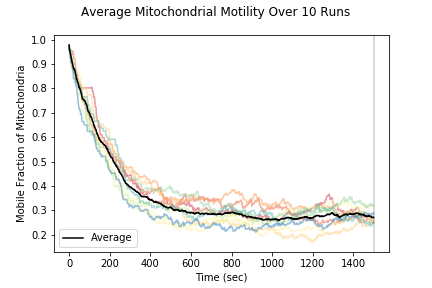 Average Mitochondrial Motility Over 10 Runs
Mobile Fraction of Mitochondria
1.0
0.9
0.8
0.7
0.6
0.5
0.4
0.3
0.2
Average
0 200 400 600 800 1000 1200 1400
Time (sec)